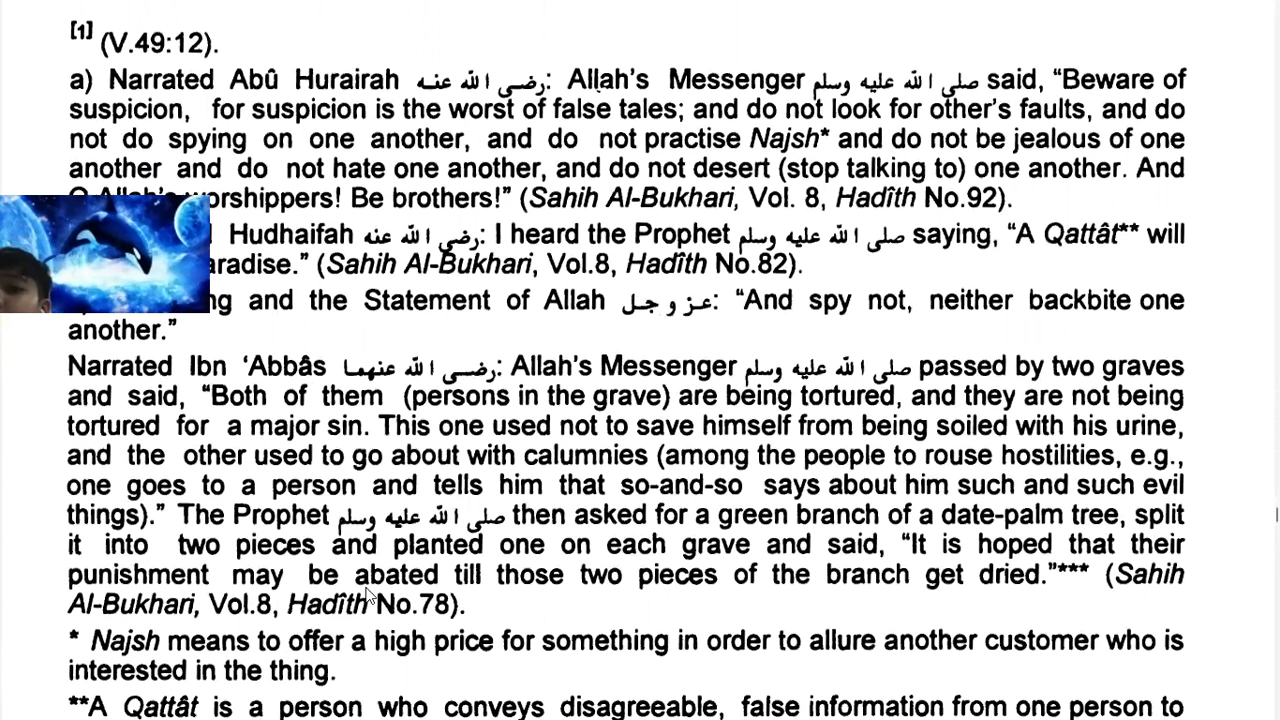 [1] (V.49:12).
a) Narrated Abû Hurairah رضى الله عنه: Allah's Messenger صلى الله عليه وسلم said, “Beware of
suspicion, for suspicion is the worst of false tales; and do not look for other's faults, and do
not do spying on one another, and do not practise Najsh* and do not be jealous of one
another and do not hate one another, and do not desert (stop talking to) one another. And
O Allah's worshippers! Be brothers!” (Sahih Al-Bukhari, Vol. 8, Hadîth No.92).
Hudhaifah رضى الله عنه: I heard the Prophet صلى الله عليه وسلم saying, “A Qattât** will
aradise.” (Sahih Al-Bukhari, Vol.8, Hadîth No.82).
ng and the Statement of Allah عز وجل: “And spy not, neither backbite one
another.”
Narrated Ibn ‘Abbâs رضى الله عنهما: Allah's Messenger صلى الله عليه وسلم passed by two graves
and said, “Both of them (persons in the grave) are being tortured, and they are not being
tortured for a major sin. This one used not to save himself from being soiled with his urine,
and the other used to go about with calumnies (among the people to rouse hostilities, e.g.,
one goes to a person and tells him that so-and-so says about him such and such evil
things).” The Prophet صلى الله عليه وسلم then asked for a green branch of a date-palm tree, split
it into two pieces and planted one on each grave and said, “It is hoped that their
punishment may be abated till those two pieces of the branch get dried.”*** (Sahih
Al-Bukhari, Vol.8, Hadîth No.78).
* Najsh means to offer a high price for something in order to allure another customer who is
interested in the thing.
**A Qattât is a person who conveys disagreeable, false information from one person to